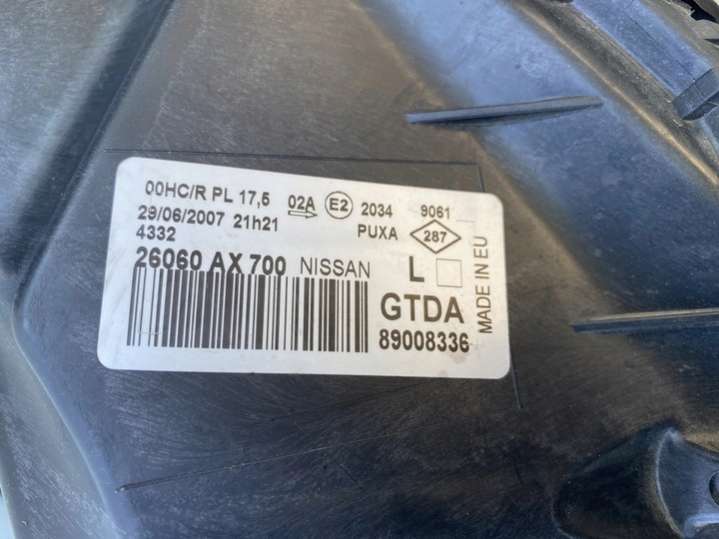 00HC/R PL 17,5 02A E2 2034 9061
29/06/2007 21h21 PUXA 287
4332
26060 AX 700 NISSAN L
GTDA
89008336
MADE IN EU